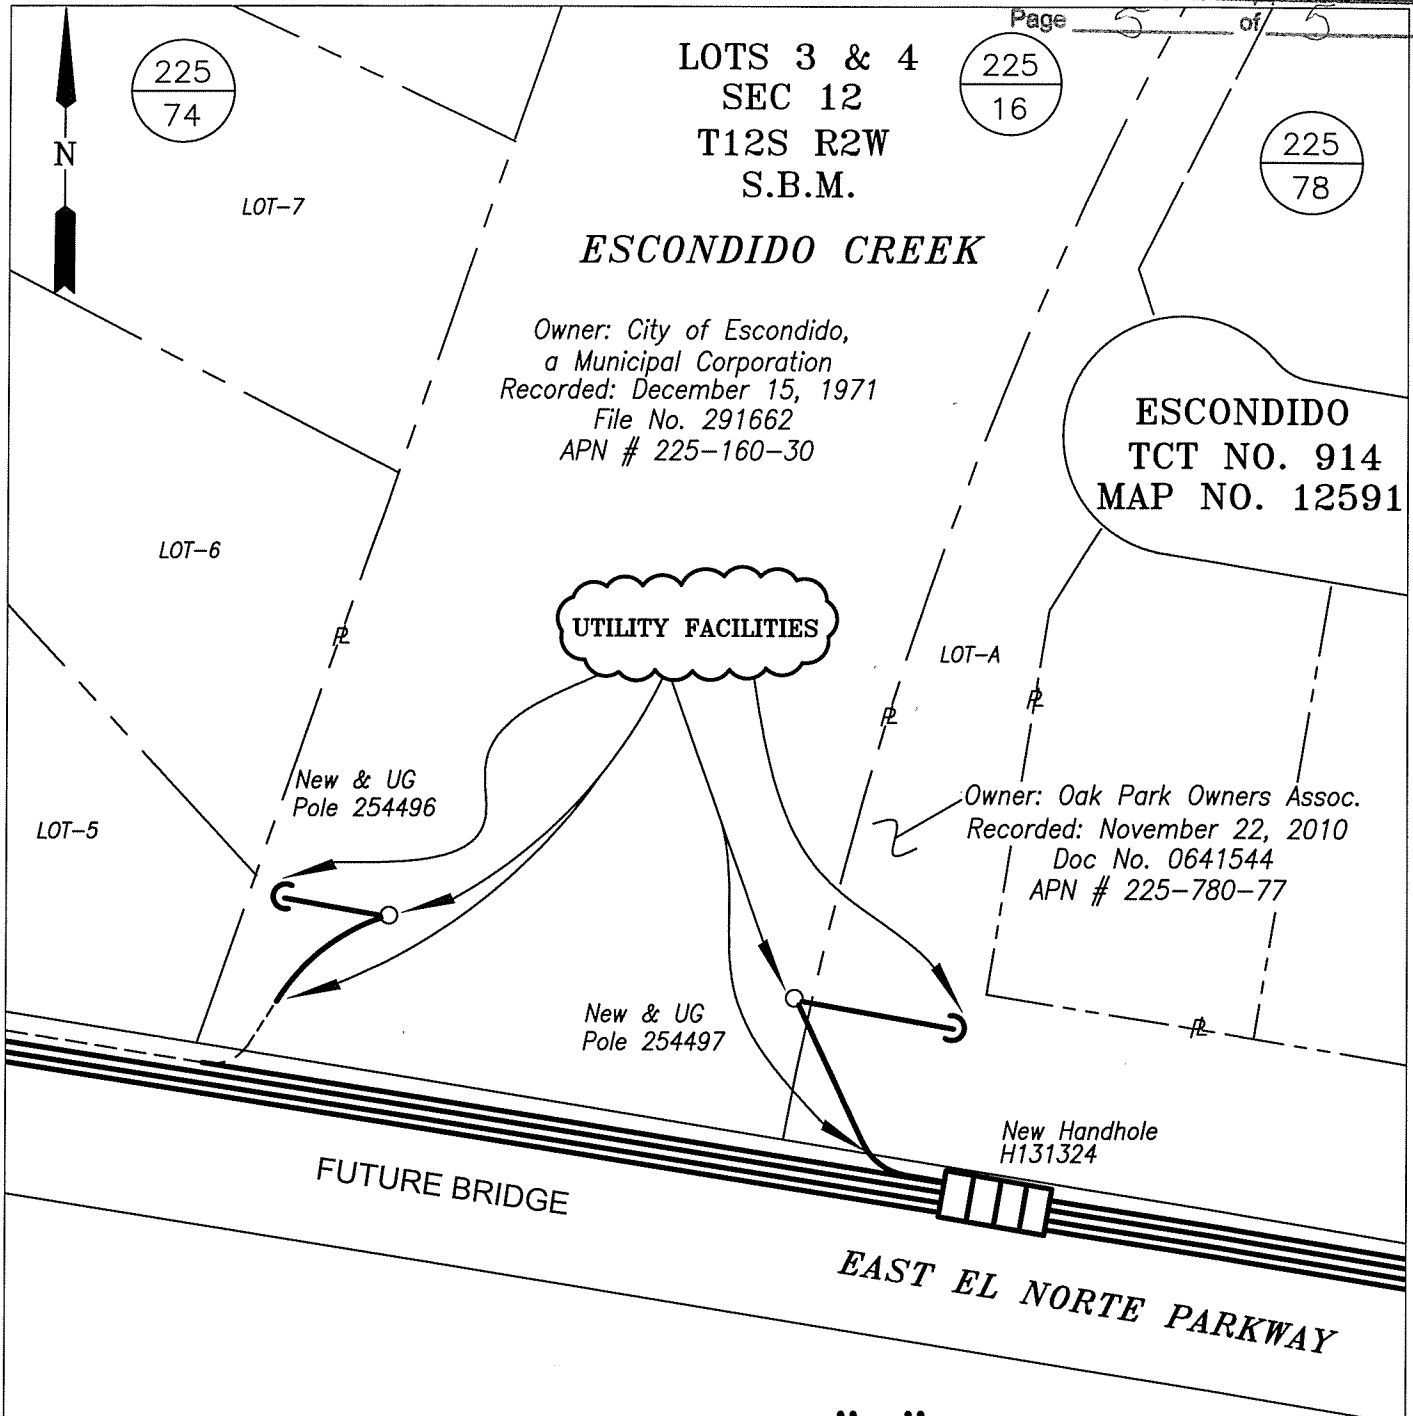 Page 5 of 5
225
74
LOTS 3 & 4
SEC 12
T12S R2W
S.B.M.
225
16
225
78
N
LOT-7
ESCONDIDO CREEK
Owner: City of Escondido,
a Municipal Corporation
Recorded: December 15, 1971
File No. 291662
APN # 225-160-30
ESCONDIDO
TCT NO. 914
MAP NO. 12591
LOT-6
UTILITY FACILITIES
PL
LOT-A
PL
PL
New & UG
Pole 254496
LOT-5
Owner: Oak Park Owners Assoc.
Recorded: November 22, 2010
Doc No. 0641544
APN # 225-780-77
New & UG
Pole 254497
PL
New Handhole
H131324
FUTURE BRIDGE
EAST EL NORTE PARKWAY